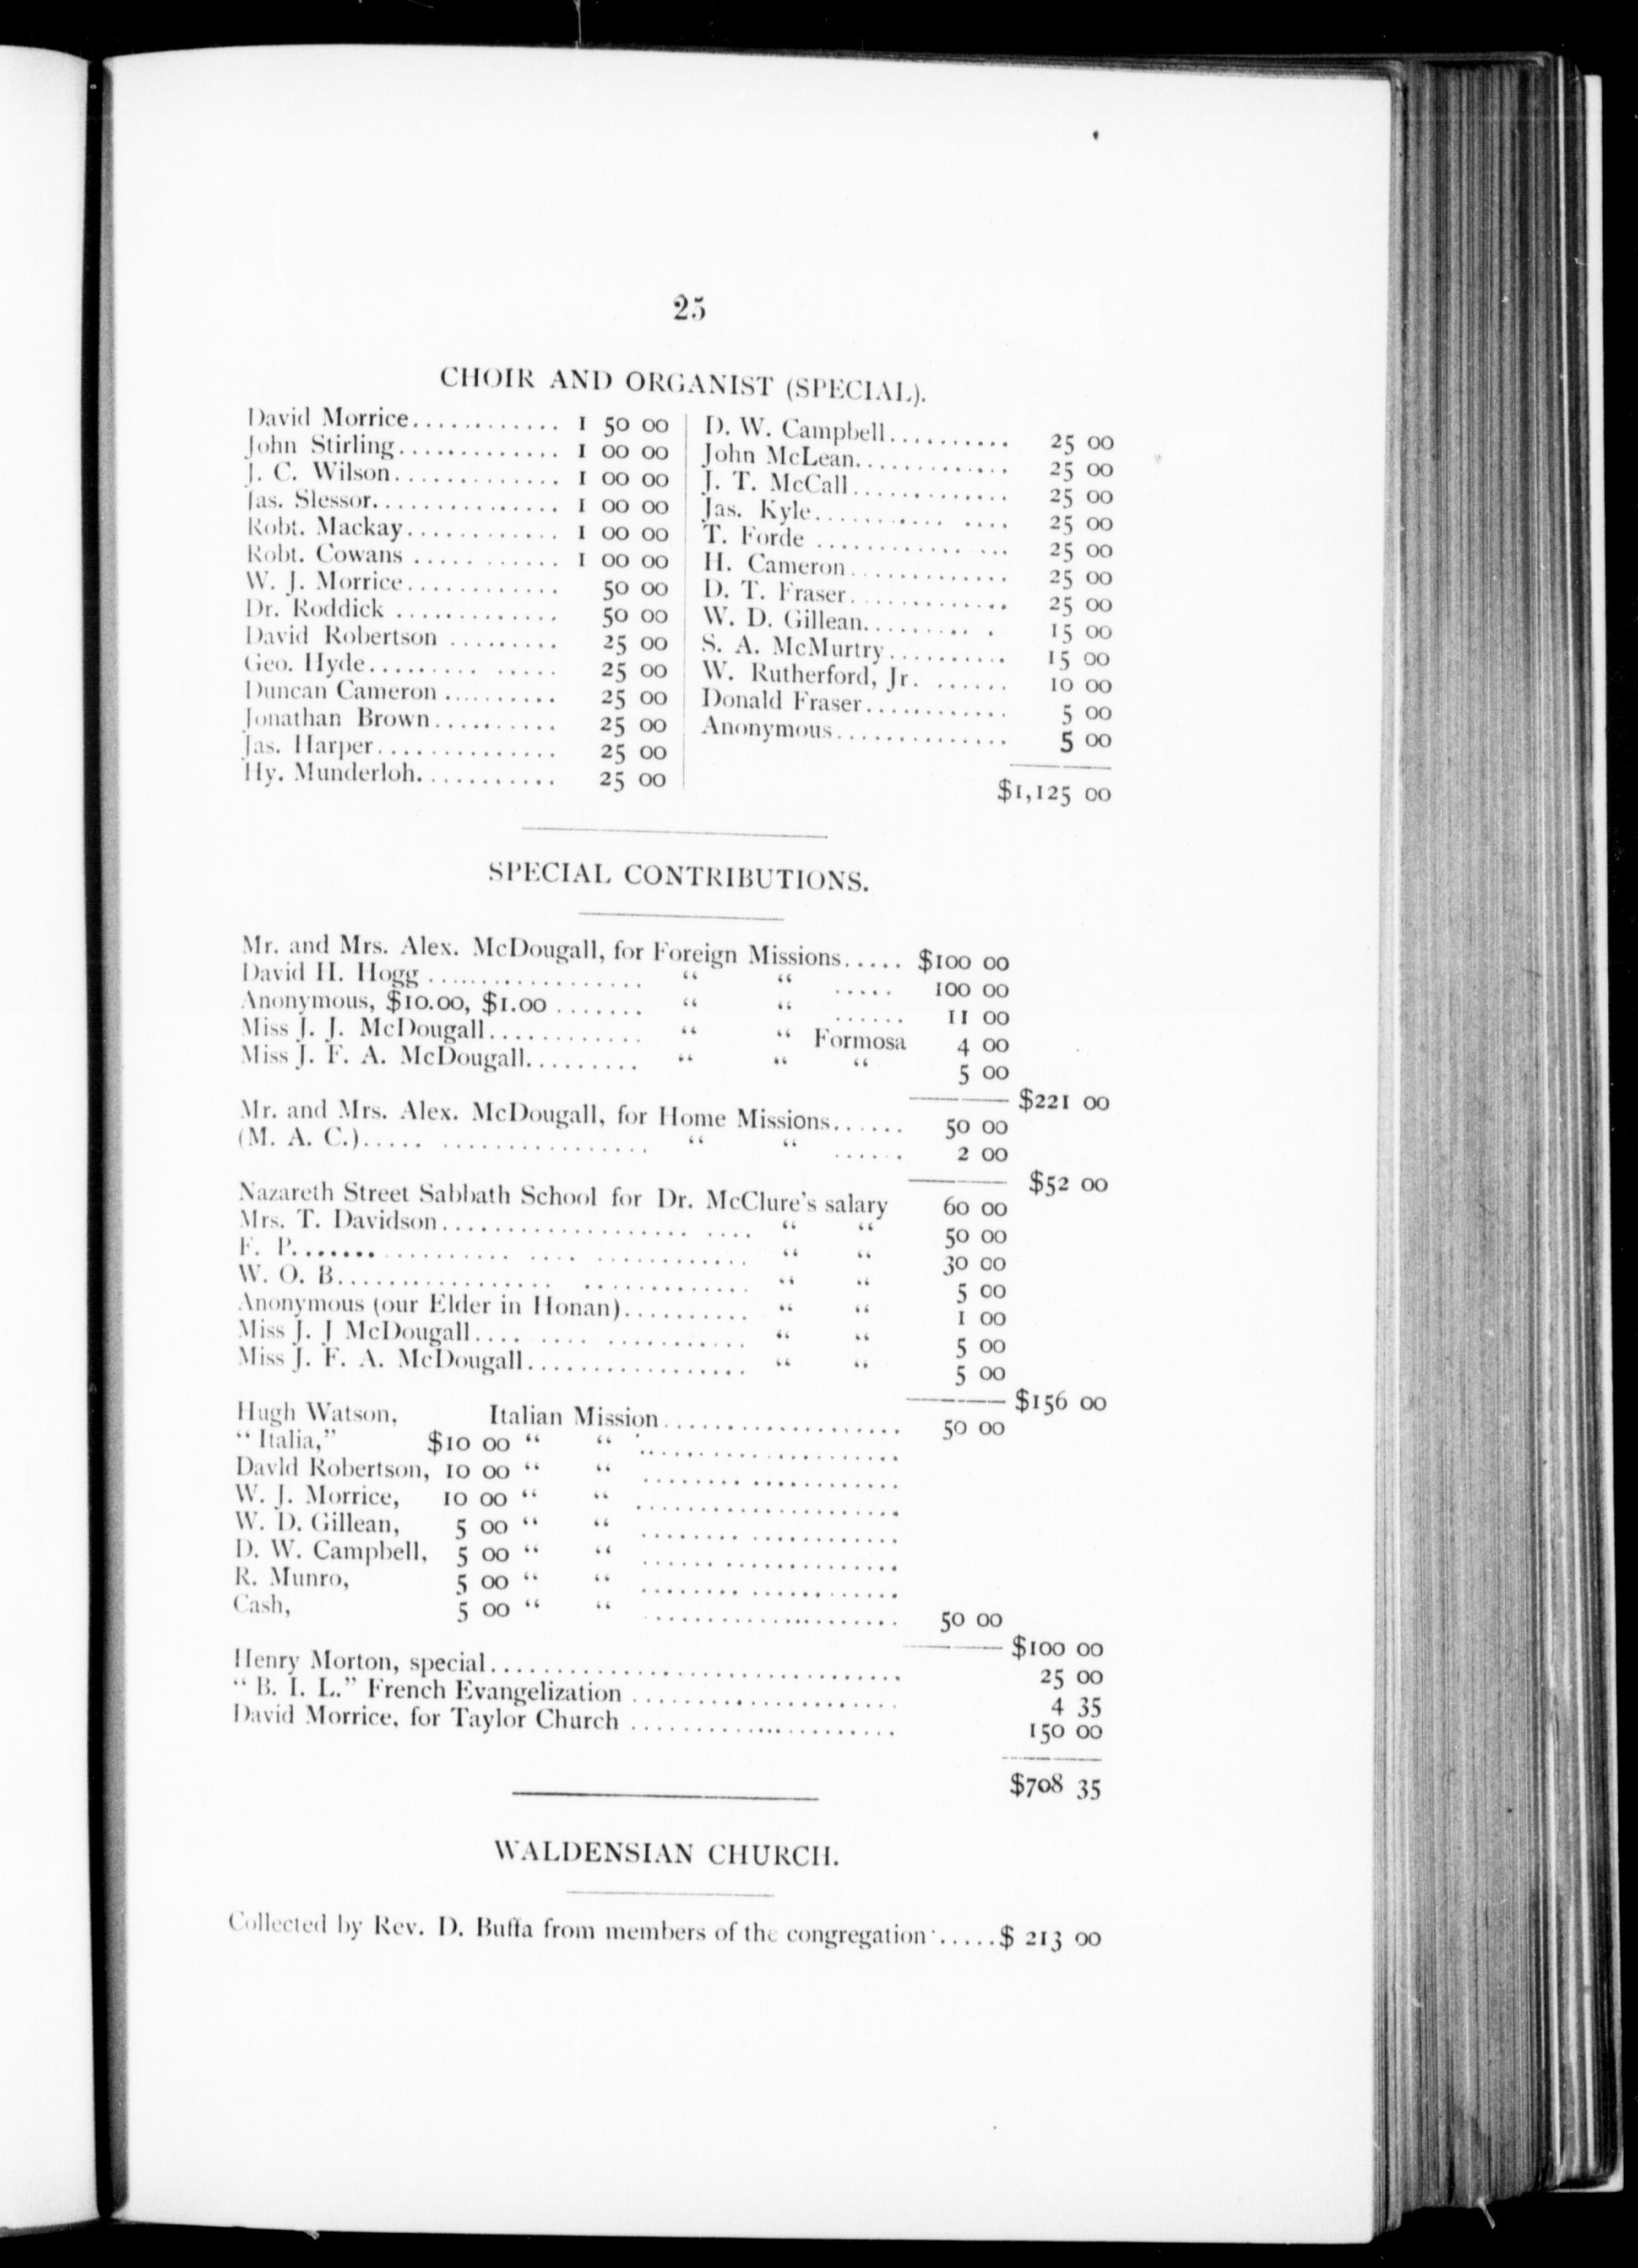 25
CHOIR AND ORGANIST (SPECIAL).
David Morrice............ 1 50 00
John Stirling............. 1 00 00
J. C. Wilson............. 1 00 00
Jas. Slessor............... 1 00 00
Robt. Mackay............ 1 00 00
Robt. Cowans ............ 1 00 00
W. J. Morrice............. 50 00
Dr. Roddick ............. 50 00
David Robertson ......... 25 00
Geo. Hyde......... ..... 25 00
Duncan Cameron .......... 25 00
Jonathan Brown........... 25 00
Jas. Harper.............. 25 00
Hy. Munderloh........... 25 00
D. W. Campbell.......... 25 00
John McLean............. 25 00
J. T. McCall............. 25 00
Jas. Kyle............ .... 25 00
T. Forde ................ 25 00
H. Cameron............. 25 00
D. T. Fraser............. 25 00
W. D. Gillean......... . 15 00
S. A. McMurtry.......... 15 00
W. Rutherford, Jr. ...... 10 00
Donald Fraser............ 5 00
Anonymous.............. 5 00
$1,125 00
SPECIAL CONTRIBUTIONS.
Mr. and Mrs. Alex. McDougall, for Foreign Missions..... $100 00
David H. Hogg .................. “ “ ..... 100 00
Anonymous, $10.00, $1.00 ....... “ “ ...... 11 00
Miss J. J. McDougall............ “ “ Formosa 4 00
Miss J. F. A. McDougall......... “ “ “ 5 00
$221 00
Mr. and Mrs. Alex. McDougall, for Home Missions...... 50 00
(M. A. C.)..... ................ “ “ ...... 2 00
$52 00
Nazareth Street Sabbath School for Dr. McClure's salary 60 00
Mrs. T. Davidson................... .... “ “ 50 00
F. P................. .... ............ “ “ 30 00
W. O. B................. ............. “ “ 5 00
Anonymous (our Elder in Honan)........... “ “ 1 00
Miss J. J McDougall.... .... ............ “ “ 5 00
Miss J. F. A. McDougall................. “ “ 5 00
$156 00
Hugh Watson, Italian Mission.................... 50 00
“ Italia,” $10 00 “ “ ......................
Davld Robertson, 10 00 “ “ ......................
W. J. Morrice, 10 00 “ “ ......................
W. D. Gillean, 5 00 “ “ ......................
D. W. Campbell, 5 00 “ “ ......................
R. Munro, 5 00 “ “ ......................
Cash, 5 00 “ “ ...................... 50 00
$100 00
Henry Morton, special................................. 25 00
“ B. I. L.” French Evangelization ...................... 4 35
David Morrice, for Taylor Church ...................... 150 00
$708 35
WALDENSIAN CHURCH.
Collected by Rev. D. Buffa from members of the congregation.....$ 213 00